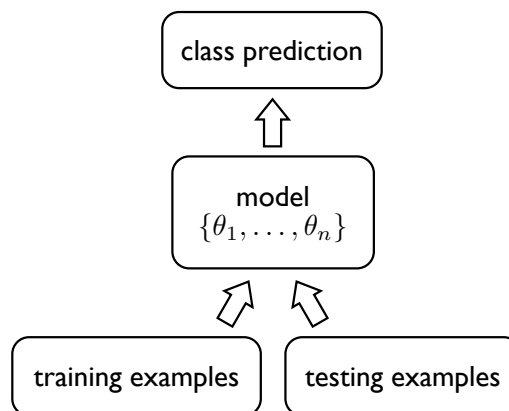 class prediction
model
{θ₁, . . . , θₙ}
training examples
testing examples